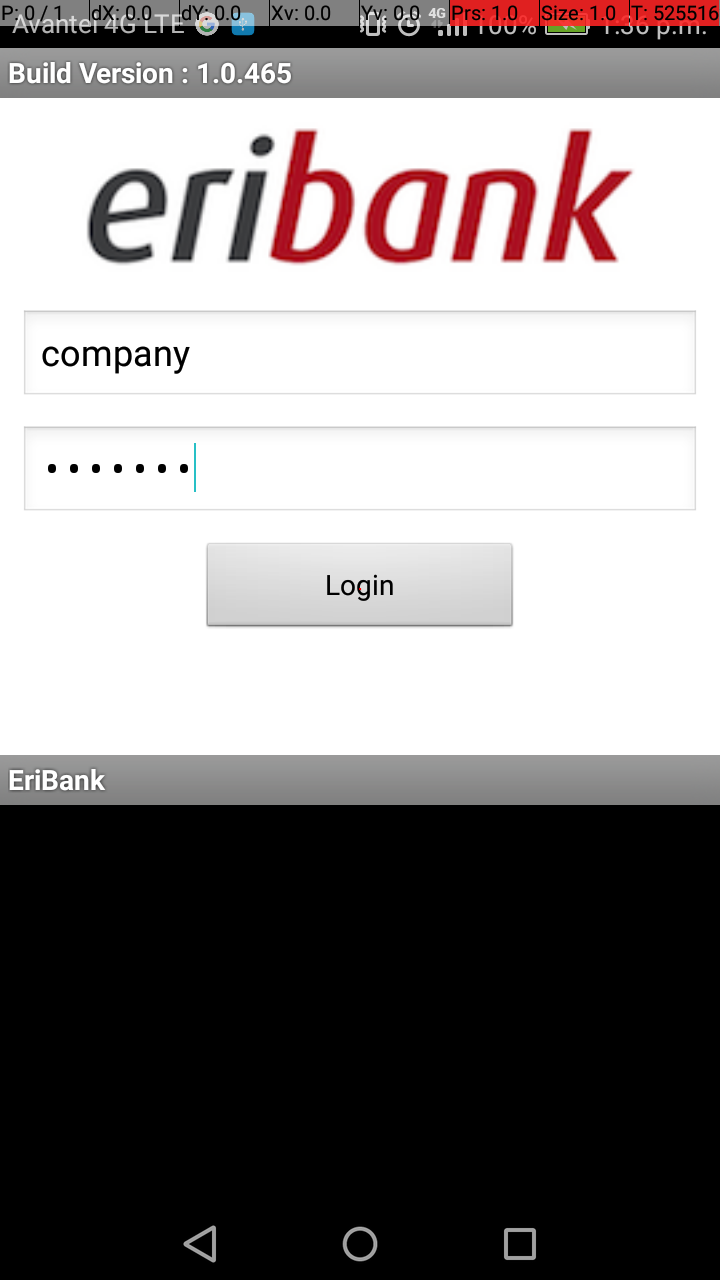 P: 0 / 1 dX: 0.0 dY: 0.0 Xv: 0.0 Yv: 0.0 Prs: 1.0 Size: 1.0 T: 525516
Avantel 4G LTE 4G 100% 1:36 p.m.
Build Version : 1.0.465
eribank
company
•••••••
Login
EriBank